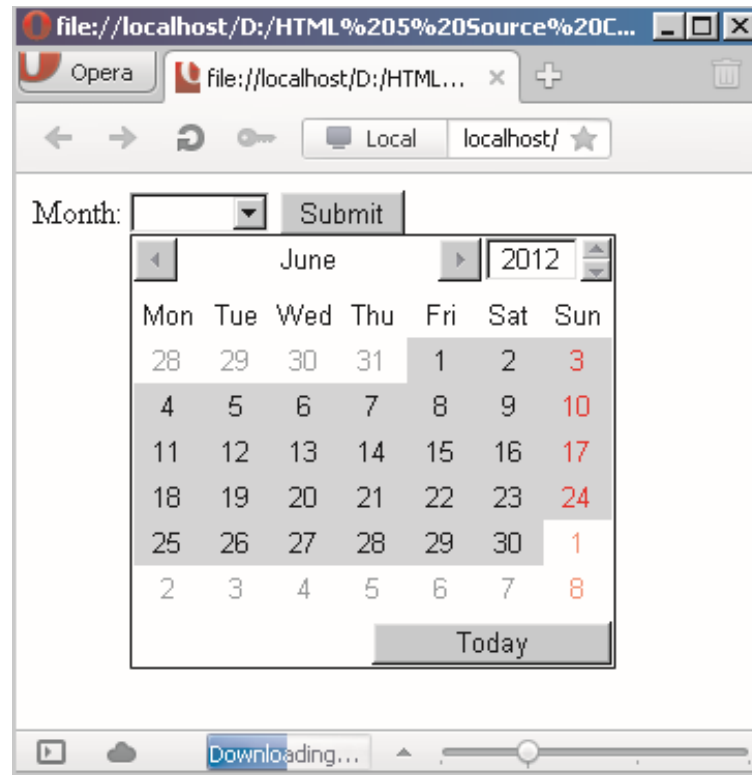 file://localhost/D:/HTML%205%20Source%20C...
Opera
file://localhost/D:/HTML...
Local localhost/
Month: Submit
June 2012
Mon Tue Wed Thu Fri Sat Sun
28 29 30 31 1 2 3
4 5 6 7 8 9 10
11 12 13 14 15 16 17
18 19 20 21 22 23 24
25 26 27 28 29 30 1
2 3 4 5 6 7 8
Today
Downloading...